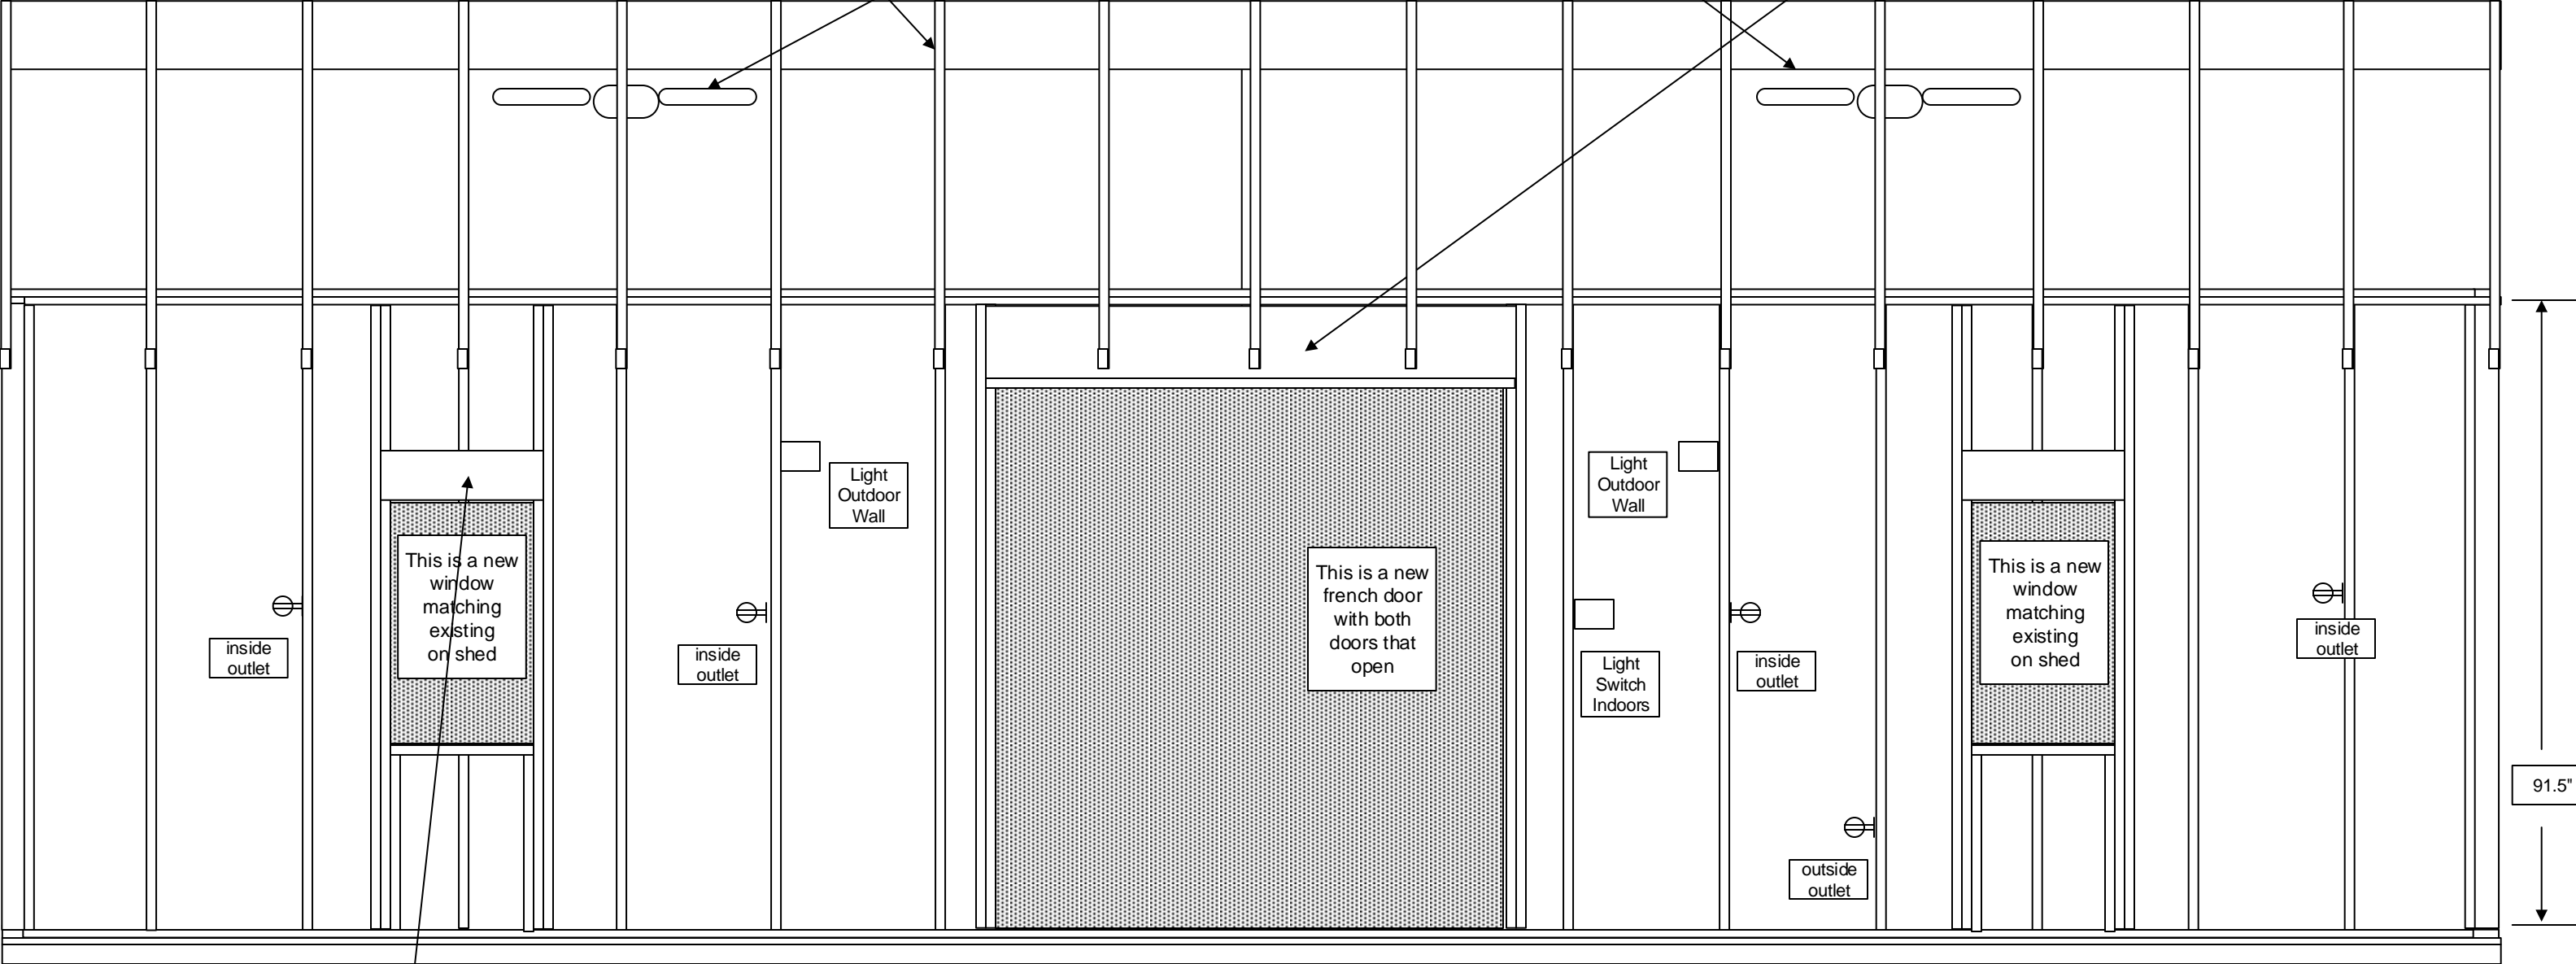 Light
Outdoor
Wall
Light
Outdoor
Wall
This is a new
window
matching
existing
on shed
This is a new
french door
with both
doors that
open
This is a new
window
matching
existing
on shed
inside
outlet
inside
outlet
Light
Switch
Indoors
inside
outlet
inside
outlet
91.5"
outside
outlet